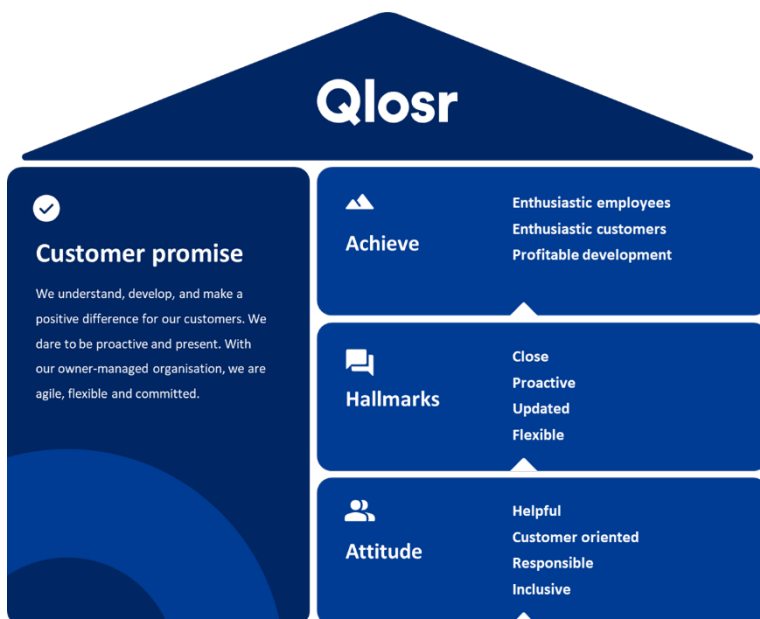 Qlosr
Customer promise
We understand, develop, and make a
positive difference for our customers. We
dare to be proactive and present. With
our owner-managed organisation, we are
agile, flexible and committed.
Achieve
Enthusiastic employees
Enthusiastic customers
Profitable development
Hallmarks
Close
Proactive
Updated
Flexible
Attitude
Helpful
Customer oriented
Responsible
Inclusive